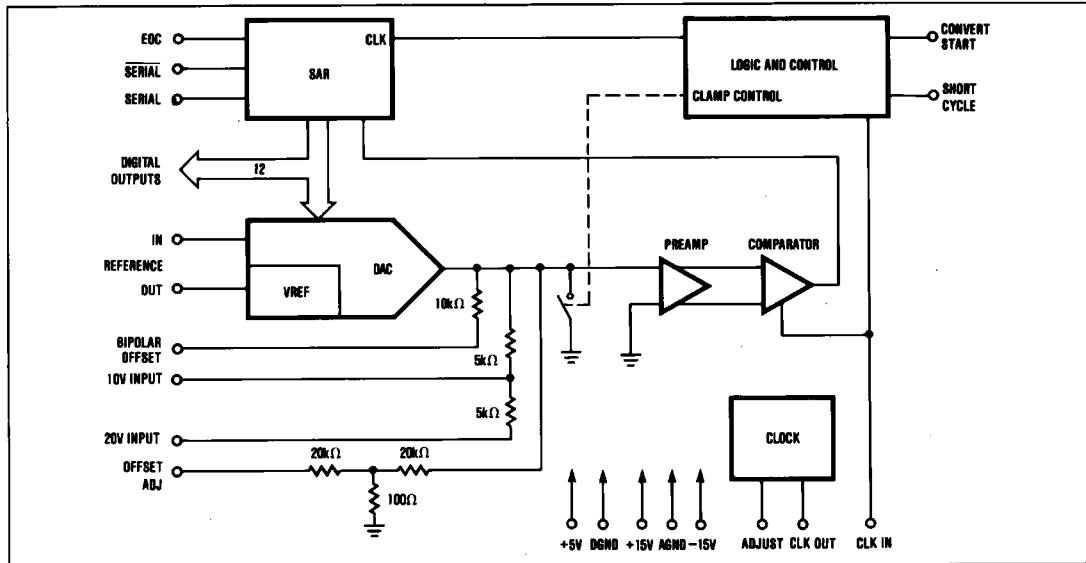 EOC
SERIAL
SERIAL
CLK
SAR
LOGIC AND CONTROL
CLAMP CONTROL
CONVERT
START
SHORT
CYCLE
DIGITAL
OUTPUTS
12
IN
REFERENCE
OUT
DAC
VREF
PREAMP
COMPARATOR
10kΩ
BIPOLAR
OFFSET
5kΩ
10V INPUT
5kΩ
20V INPUT
OFFSET
ADJ
20kΩ
20kΩ
100Ω
CLOCK
+5V
DGND
+15V
AGND
-15V
ADJUST
CLK OUT
CLK IN